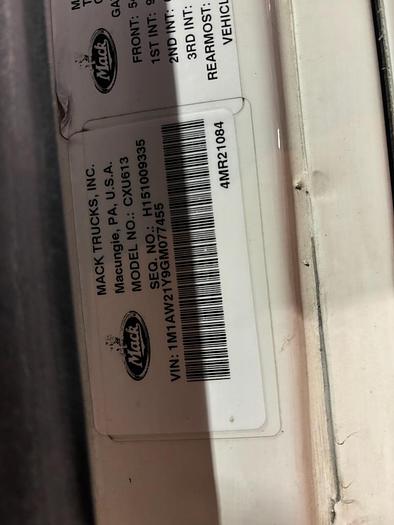 Mack
FRONT:
1ST INT:
2ND INT:
3RD INT:
REARMOST:
VEHICL
MACK TRUCKS, INC.
Macungie, PA, U.S.A.
MODEL NO.: CXU613
SEQ. NO.: H151009335
Mack
VIN: 1M1AW21Y9GM077455
4MR21084